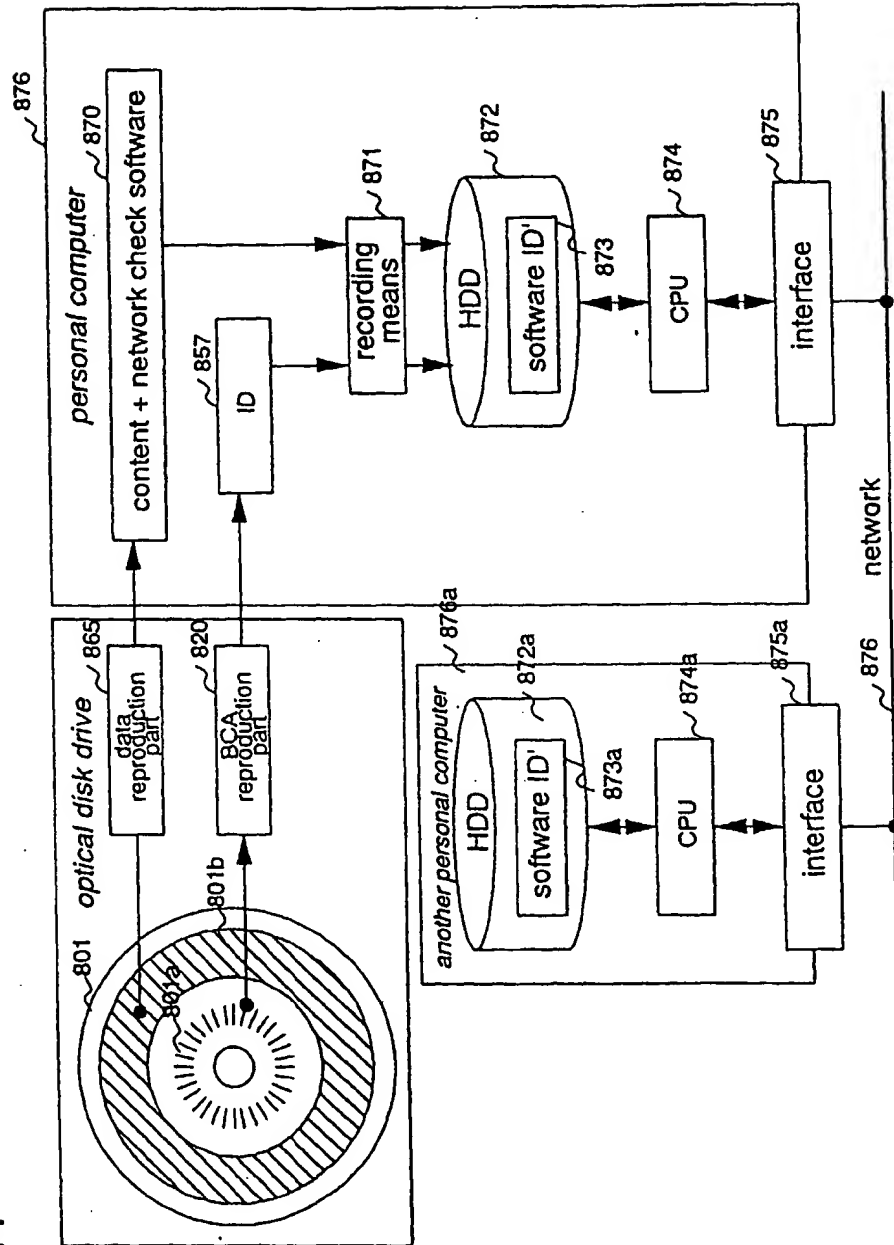 876
personal computer
870
content + network check software
857
ID
871
recording
means
872
HDD
software ID'
873
874
CPU
875
interface
network
optical disk drive
865
data
reproduction
part
820
BCA
reproduction
part
801
801b
801a
876a
another personal computer
872a
HDD
software ID'
873a
874a
CPU
875a
interface
876